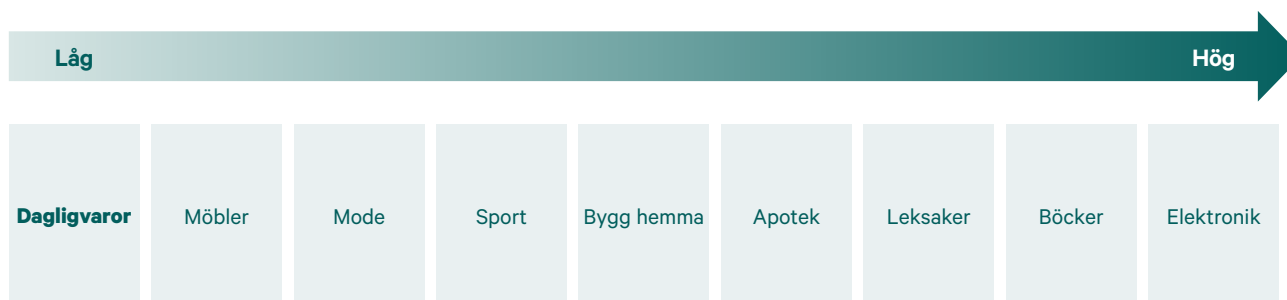 Låg
Hög
Dagligvaror
Möbler
Mode
Sport
Bygg hemma
Apotek
Leksaker
Böcker
Elektronik